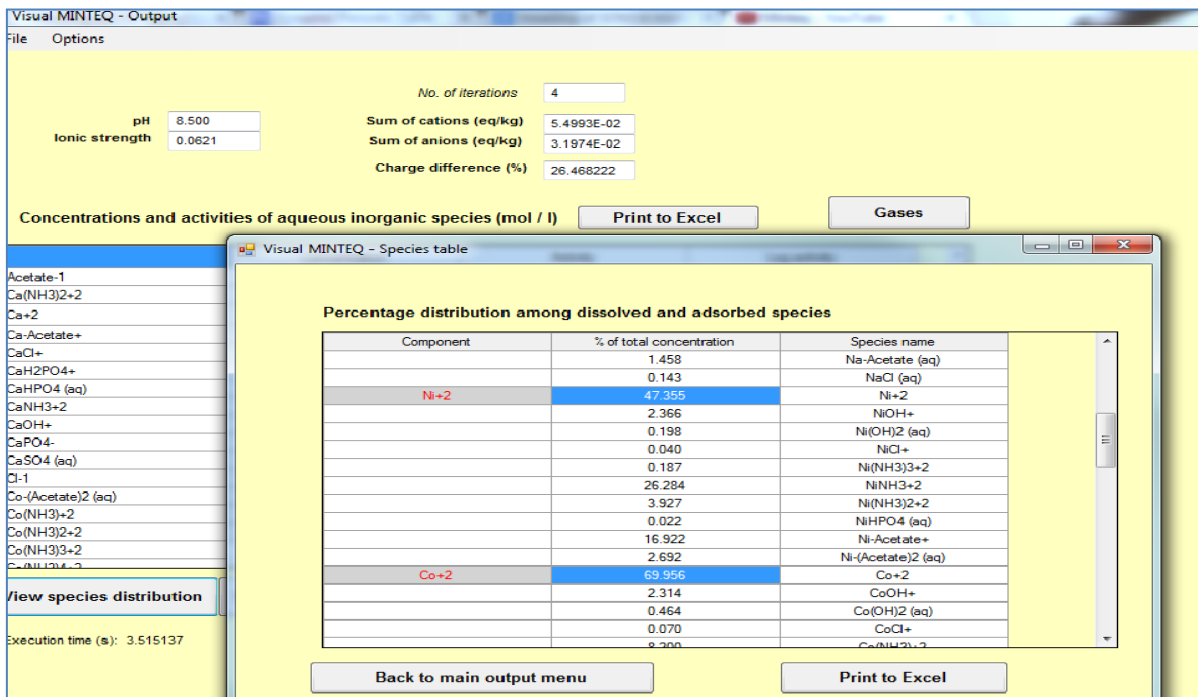 Visual MINTEQ - Output
File Options
No. of iterations 4
pH 8.500 Sum of cations (eq/kg) 5.4993E-02
Ionic strength 0.0621 Sum of anions (eq/kg) 3.1974E-02
Charge difference (%) 26.468222
Concentrations and activities of aqueous inorganic species (mol / l) Print to Excel Gases
Visual MINTEQ - Species table
Acetate-1
Ca(NH3)2+2
Ca+2
Ca-Acetate+
CaCl+
CaH2PO4+
CaHPO4 (aq)
CaNH3+2
CaOH+
CaPO4-
CaSO4 (aq)
Cl-1
Co-(Acetate)2 (aq)
Co(NH3)+2
Co(NH3)2+2
Co(NH3)3+2
View species distribution
Execution time (s): 3.515137
Percentage distribution among dissolved and adsorbed species
Component % of total concentration Species name
1.458 Na-Acetate (aq)
0.143 NaCl (aq)
Ni+2 47.355 Ni+2
2.366 NiOH+
0.198 Ni(OH)2 (aq)
0.040 NiCl+
0.187 Ni(NH3)3+2
26.284 NiNH3+2
3.927 Ni(NH3)2+2
0.022 NiHPO4 (aq)
16.922 Ni-Acetate+
2.692 Ni-(Acetate)2 (aq)
Co+2 69.956 Co+2
2.314 CoOH+
0.464 Co(OH)2 (aq)
0.070 CoCl+
8.200 Co(NH3)+2
Back to main output menu Print to Excel